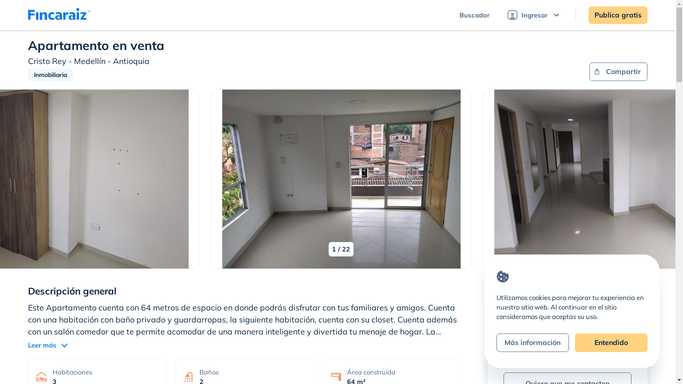 Fincaraiz
Buscador
Ingresar
Publica gratis
Apartamento en venta
Cristo Rey - Medellín - Antioquia
Inmobiliaria
Compartir
1 / 22
Descripción general
Este Apartamento cuenta con 64 metros de espacio en donde podrás disfrutar con tus familiares y amigos. Cuenta
con una habitación con baño privado y guardarropas, la siguiente habitación, cuenta con su closet. Cuenta además
con un salón comedor que te permite acomodar de una manera inteligente y divertida tu menaje de hogar. La...
Leer más
Utilizamos cookies para mejorar tu experiencia en
nuestro sitio web. Al continuar en el sitio
consideramos que aceptas su uso.
Más información
Entendido
Habitaciones
3
Baños
2
Área construida
64 m²
Quiero que me contacten